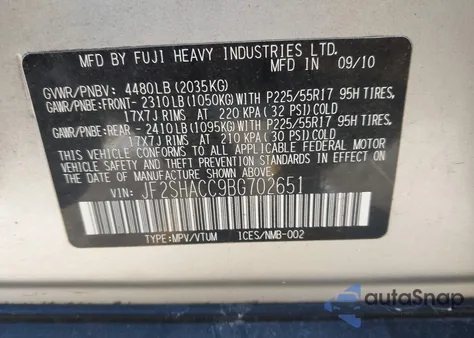 MFD BY FUJI HEAVY INDUSTRIES LTD.
09/10
GVWR/PNBV: 4480LB (2035KG)
GAWR/PNBE:FRONT- 2310LB (1050KG)WITH P225/55R17 95H TIRES,
17X7J RIMS AT 220 KPA (32 PSI) COLD
GAWR/PNBE:REAR - 2410LB (1095KG)WITH P225/55R17 95H TIRES,
17X7J RIMS AT 210 KPA (30 PSI) COLD
THIS VEHICLE CONFORMS TO ALL APPLICABLE FEDERAL MOTOR
VEHICLE SAFETY AND THEFT PREVENTION STANDARDS IN EFFECT
ON THE DATE OF MANUFACTURE SHOWN ABOVE.
VIN: JF2SHACC9BG702651
TYPE:MPV/VTUM ICES/NMB-002
autoSnap